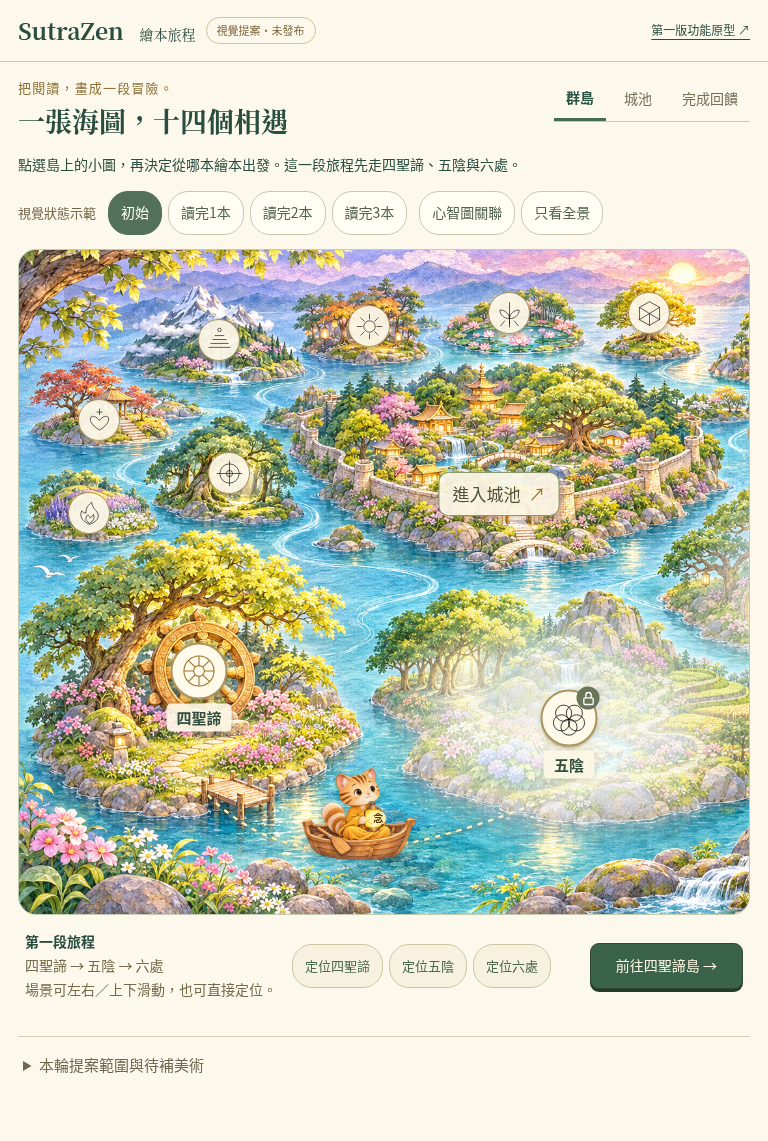 SutraZen 繪本旅程 視覺提案・未發布 第一版功能原型 ↗
把閱讀，畫成一段冒險。
一張海圖，十四個相遇
群島 城池 完成回饋
點選島上的小圖，再決定從哪本繪本出發。這一段旅程先走四聖諦、五陰與六處。
視覺狀態示範 初始 讀完1本 讀完2本 讀完3本 心智圖關聯 只看全景
進入城池 ↗
四聖諦
五陰
念
第一段旅程
四聖諦 → 五陰 → 六處
場景可左右／上下滑動，也可直接定位。
定位四聖諦 定位五陰 定位六處 前往四聖諦島 →
▶ 本輪提案範圍與待補美術